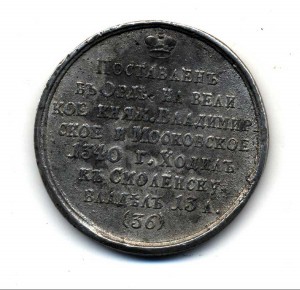 ПОСТАВЛЕНЪ
ВЪ ОРДѢ НА ВЕЛИ
КОЕ КНЯЖ. ВЛАДИМИР
СКОЕ И МОСКОВСКОЕ
1340 Г. ХОДИЛЪ
КЪ СМОЛЕНСКУ.
ВЛАДѢЛЪ 13 Л.
(36)